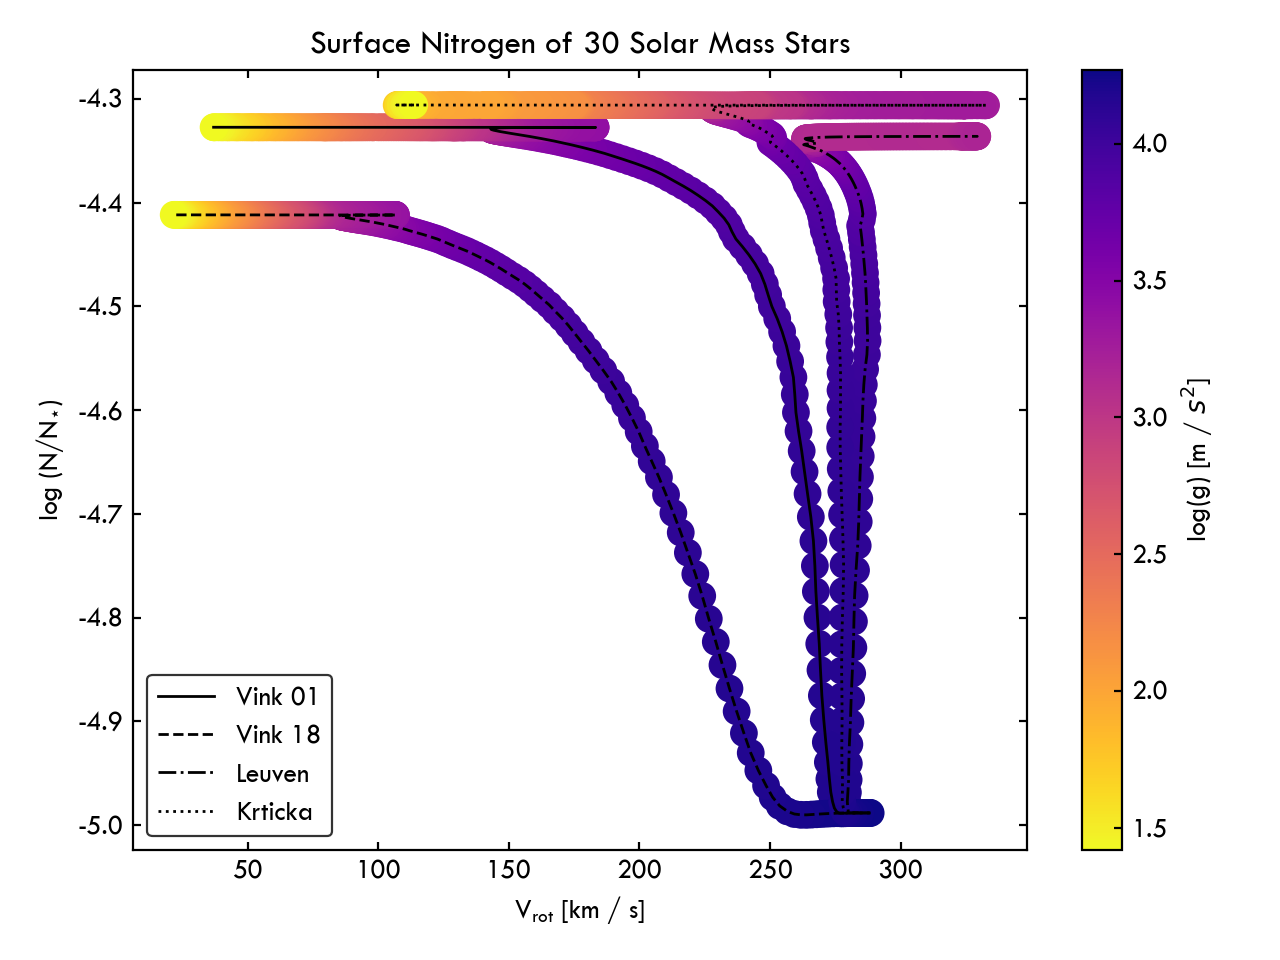 Surface Nitrogen of 30 Solar Mass Stars
-4.3
-4.4
-4.5
-4.6
-4.7
-4.8
-4.9
-5.0
log (N/N⋆)
Vink 01
Vink 18
Leuven
Krticka
50 100 150 200 250 300
V_rot [km / s]
4.0
3.5
3.0
2.5
2.0
1.5
log(g) [m / s²]